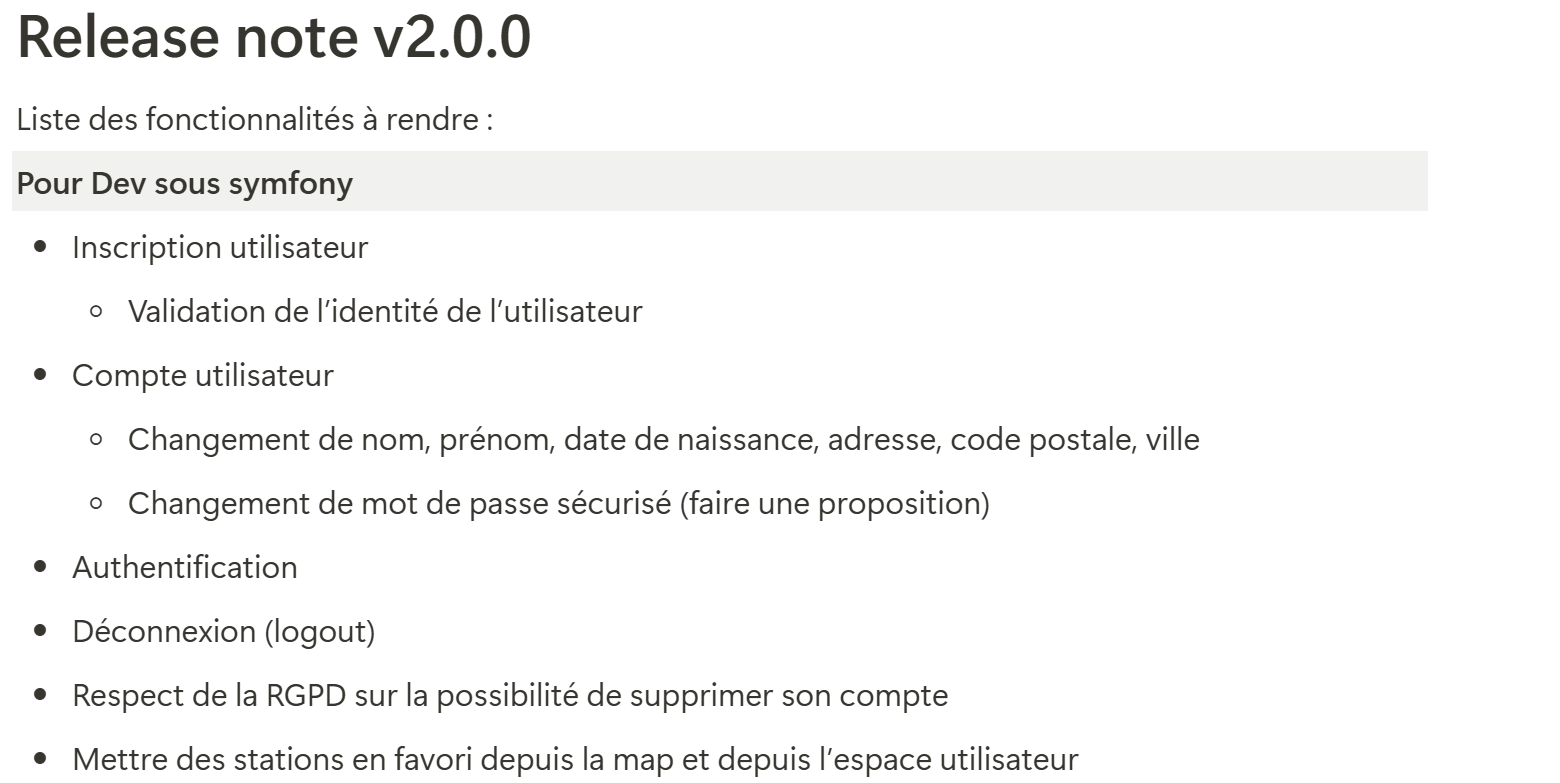 Release note v2.0.0
Liste des fonctionnalités à rendre :
Pour Dev sous symfony
• Inscription utilisateur
◦ Validation de l’identité de l’utilisateur
• Compte utilisateur
◦ Changement de nom, prénom, date de naissance, adresse, code postale, ville
◦ Changement de mot de passe sécurisé (faire une proposition)
• Authentification
• Déconnexion (logout)
• Respect de la RGPD sur la possibilité de supprimer son compte
• Mettre des stations en favori depuis la map et depuis l’espace utilisateur